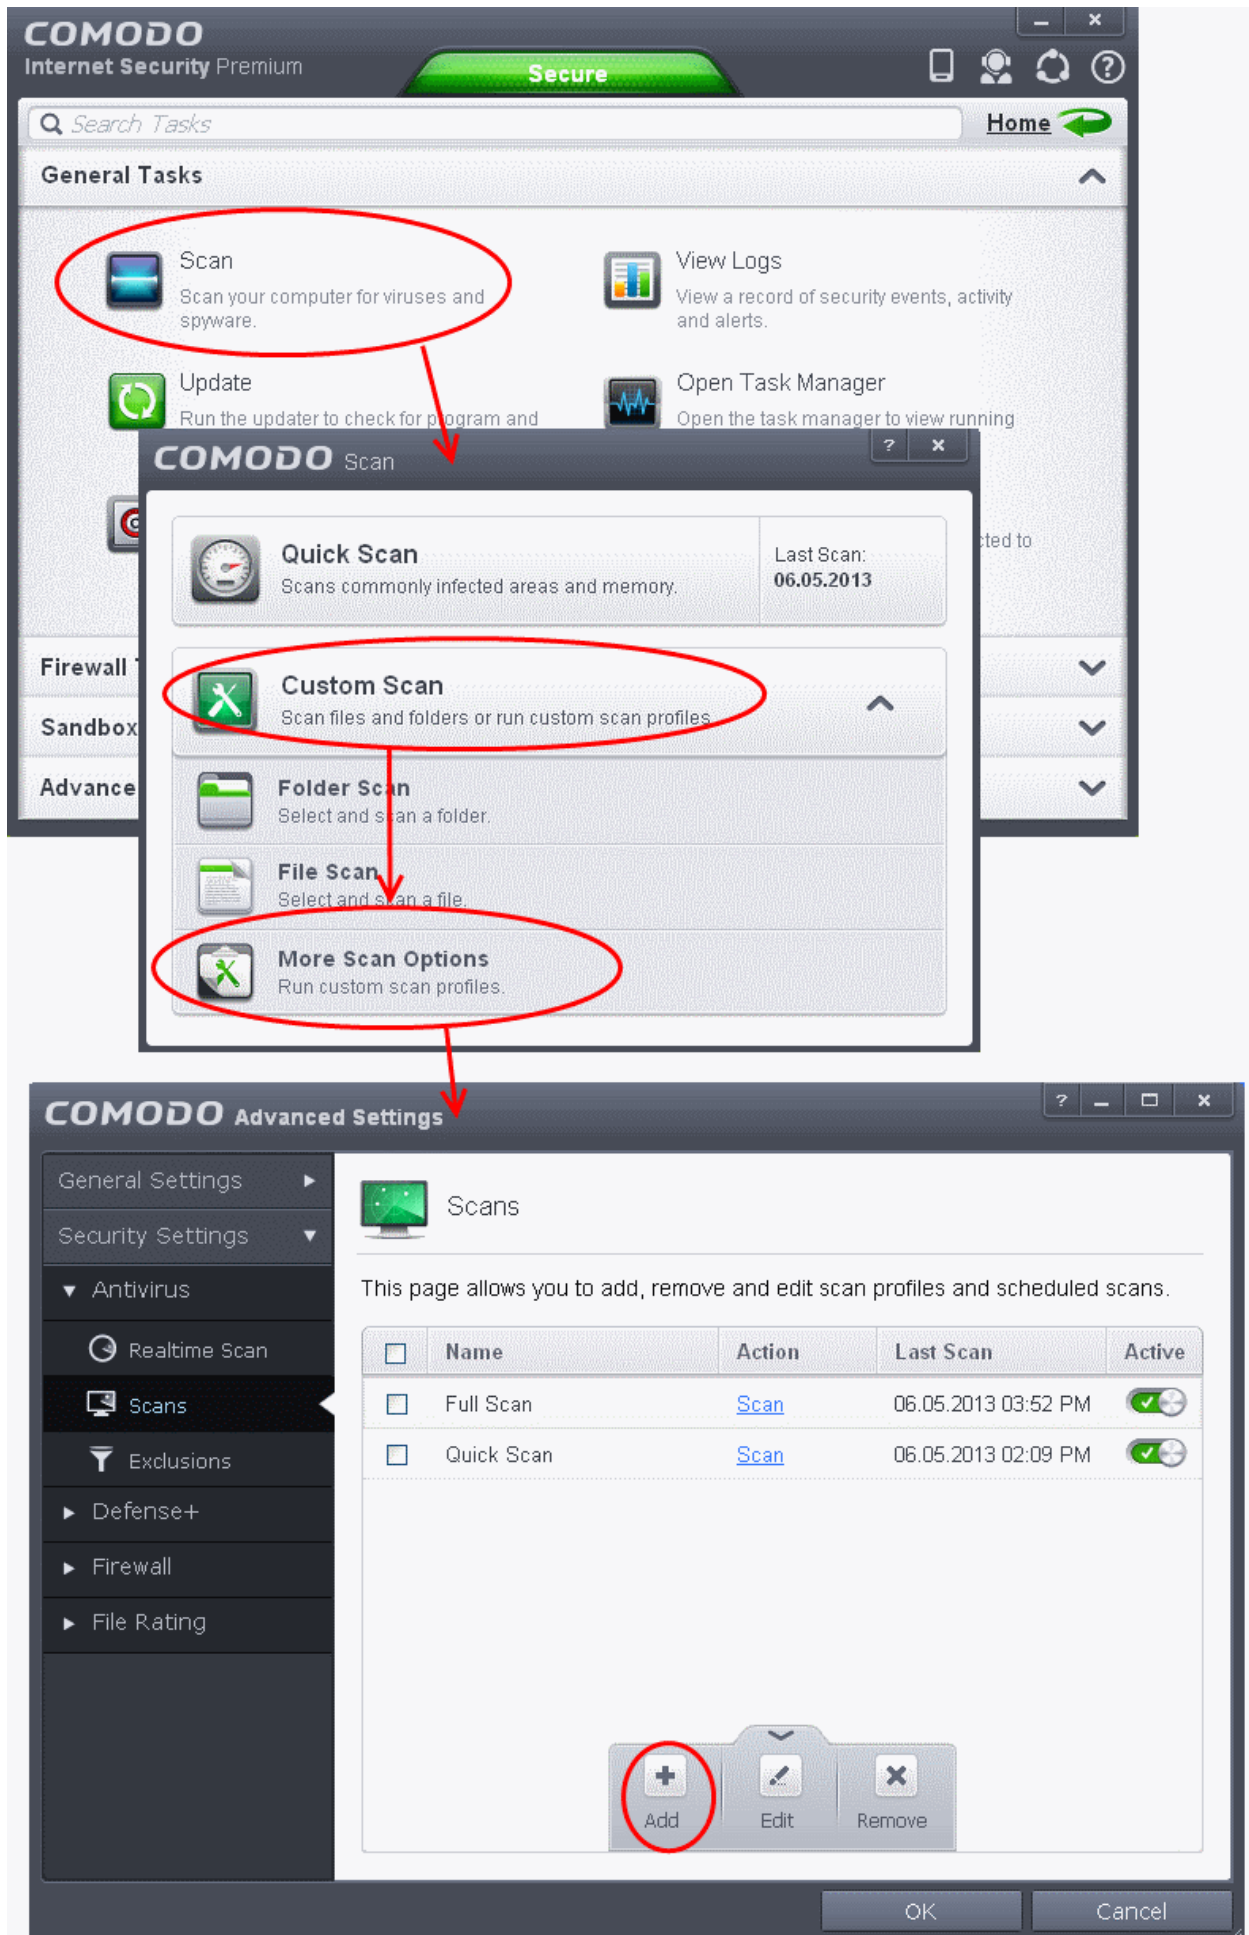 COMODO
Internet Security Premium
Secure
Search Tasks
Home
General Tasks
Scan
Scan your computer for viruses and
spyware.
View Logs
View a record of security events, activity
and alerts.
Update
Run the updater to check for program and
Open Task Manager
Open the task manager to view running
COMODO Scan
Quick Scan
Scans commonly infected areas and memory.
Last Scan:
06.05.2013
cted to
Firewall T
Custom Scan
Scan files and folders or run custom scan profiles.
Sandbox
Advance
Folder Scan
Select and scan a folder.
File Scan
Select and scan a file.
More Scan Options
Run custom scan profiles.
COMODO Advanced Settings
General Settings
Security Settings
Antivirus
Realtime Scan
Scans
Exclusions
Defense+
Firewall
File Rating
Scans
This page allows you to add, remove and edit scan profiles and scheduled scans.
Name Action Last Scan Active
Full Scan Scan 06.05.2013 03:52 PM
Quick Scan Scan 06.05.2013 02:09 PM
Add Edit Remove
OK Cancel